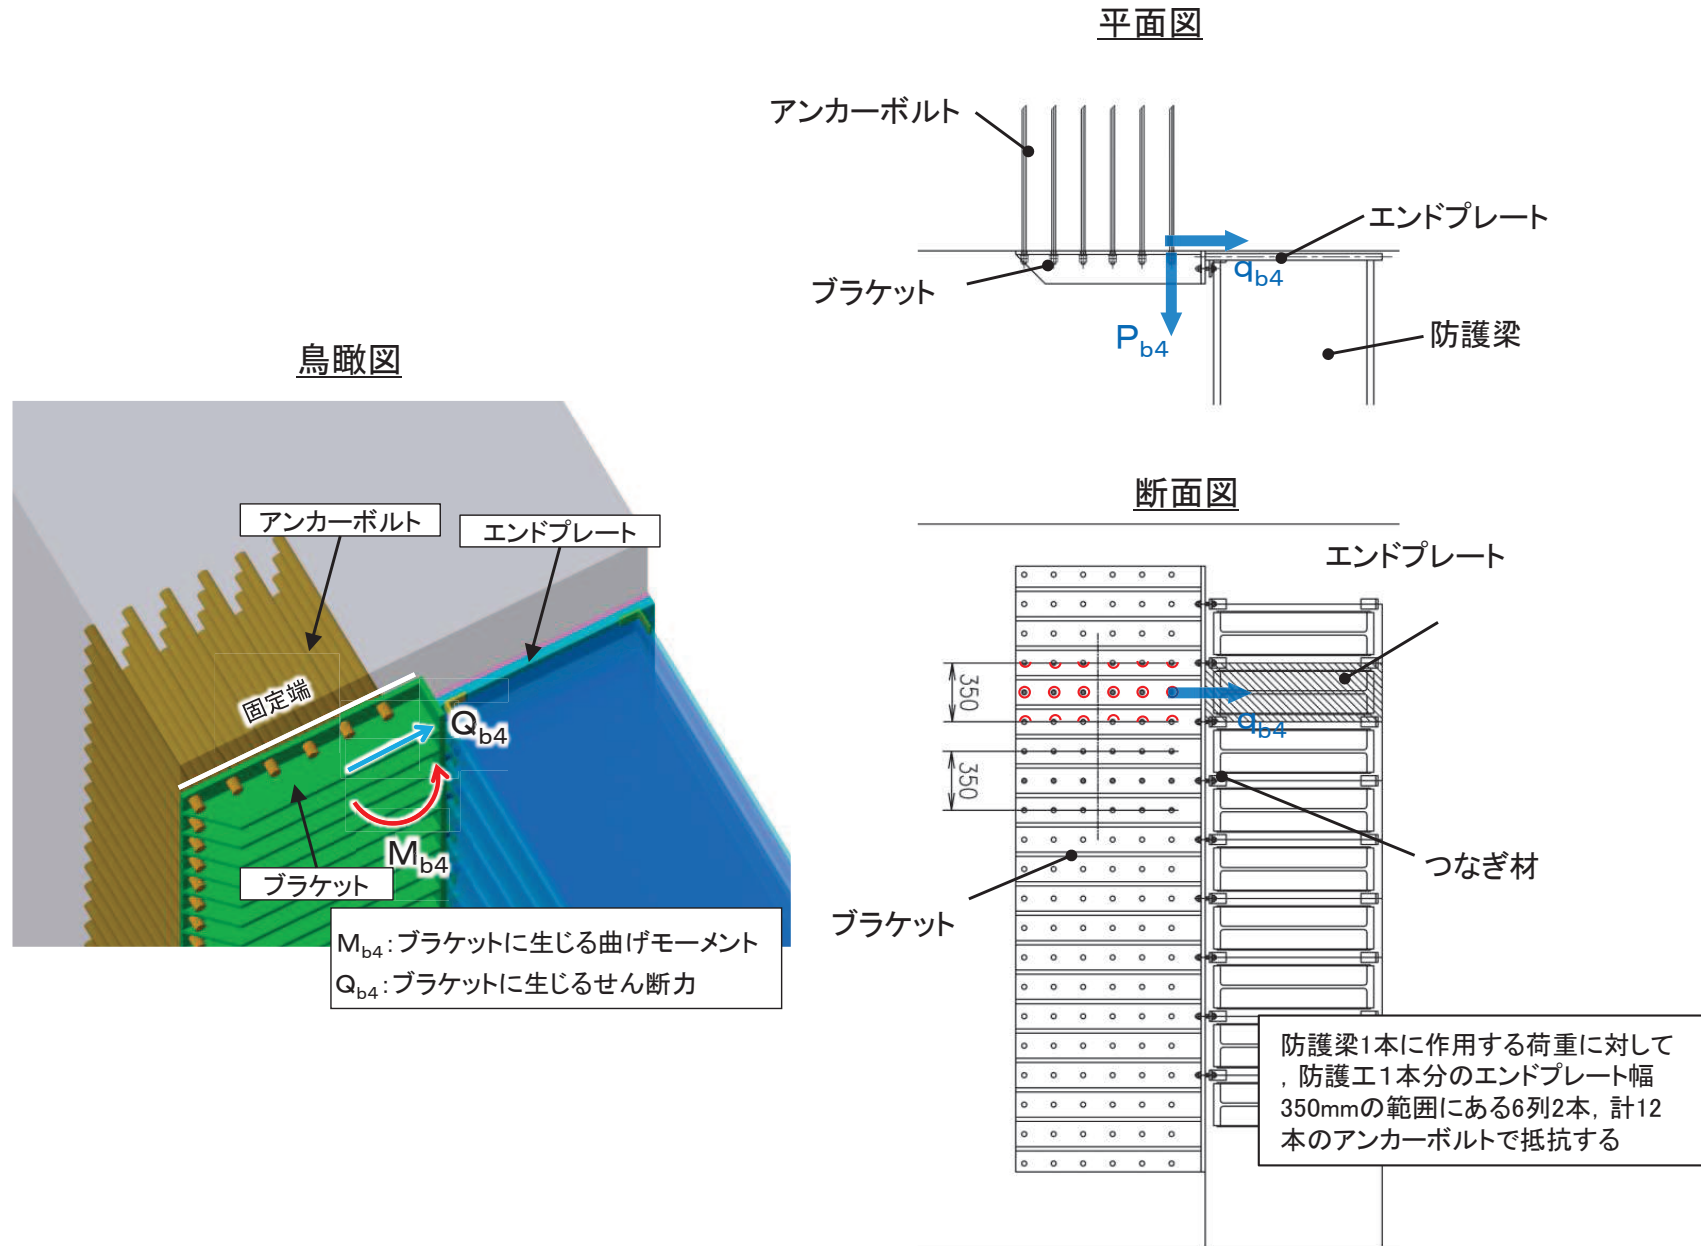 平面図
アンカーボルト
エンドプレート
ブラケット
qb4
Pb4
防護梁
鳥瞰図
アンカーボルト
エンドプレート
固定端
Qb4
Mb4
ブラケット
Mb4：ブラケットに生じる曲げモーメント
Qb4：ブラケットに生じるせん断力
断面図
エンドプレート
350
qb4
350
つなぎ材
ブラケット
防護梁1本に作用する荷重に対して
，防護工１本分のエンドプレート幅
350mmの範囲にある6列2本，計12
本のアンカーボルトで抵抗する